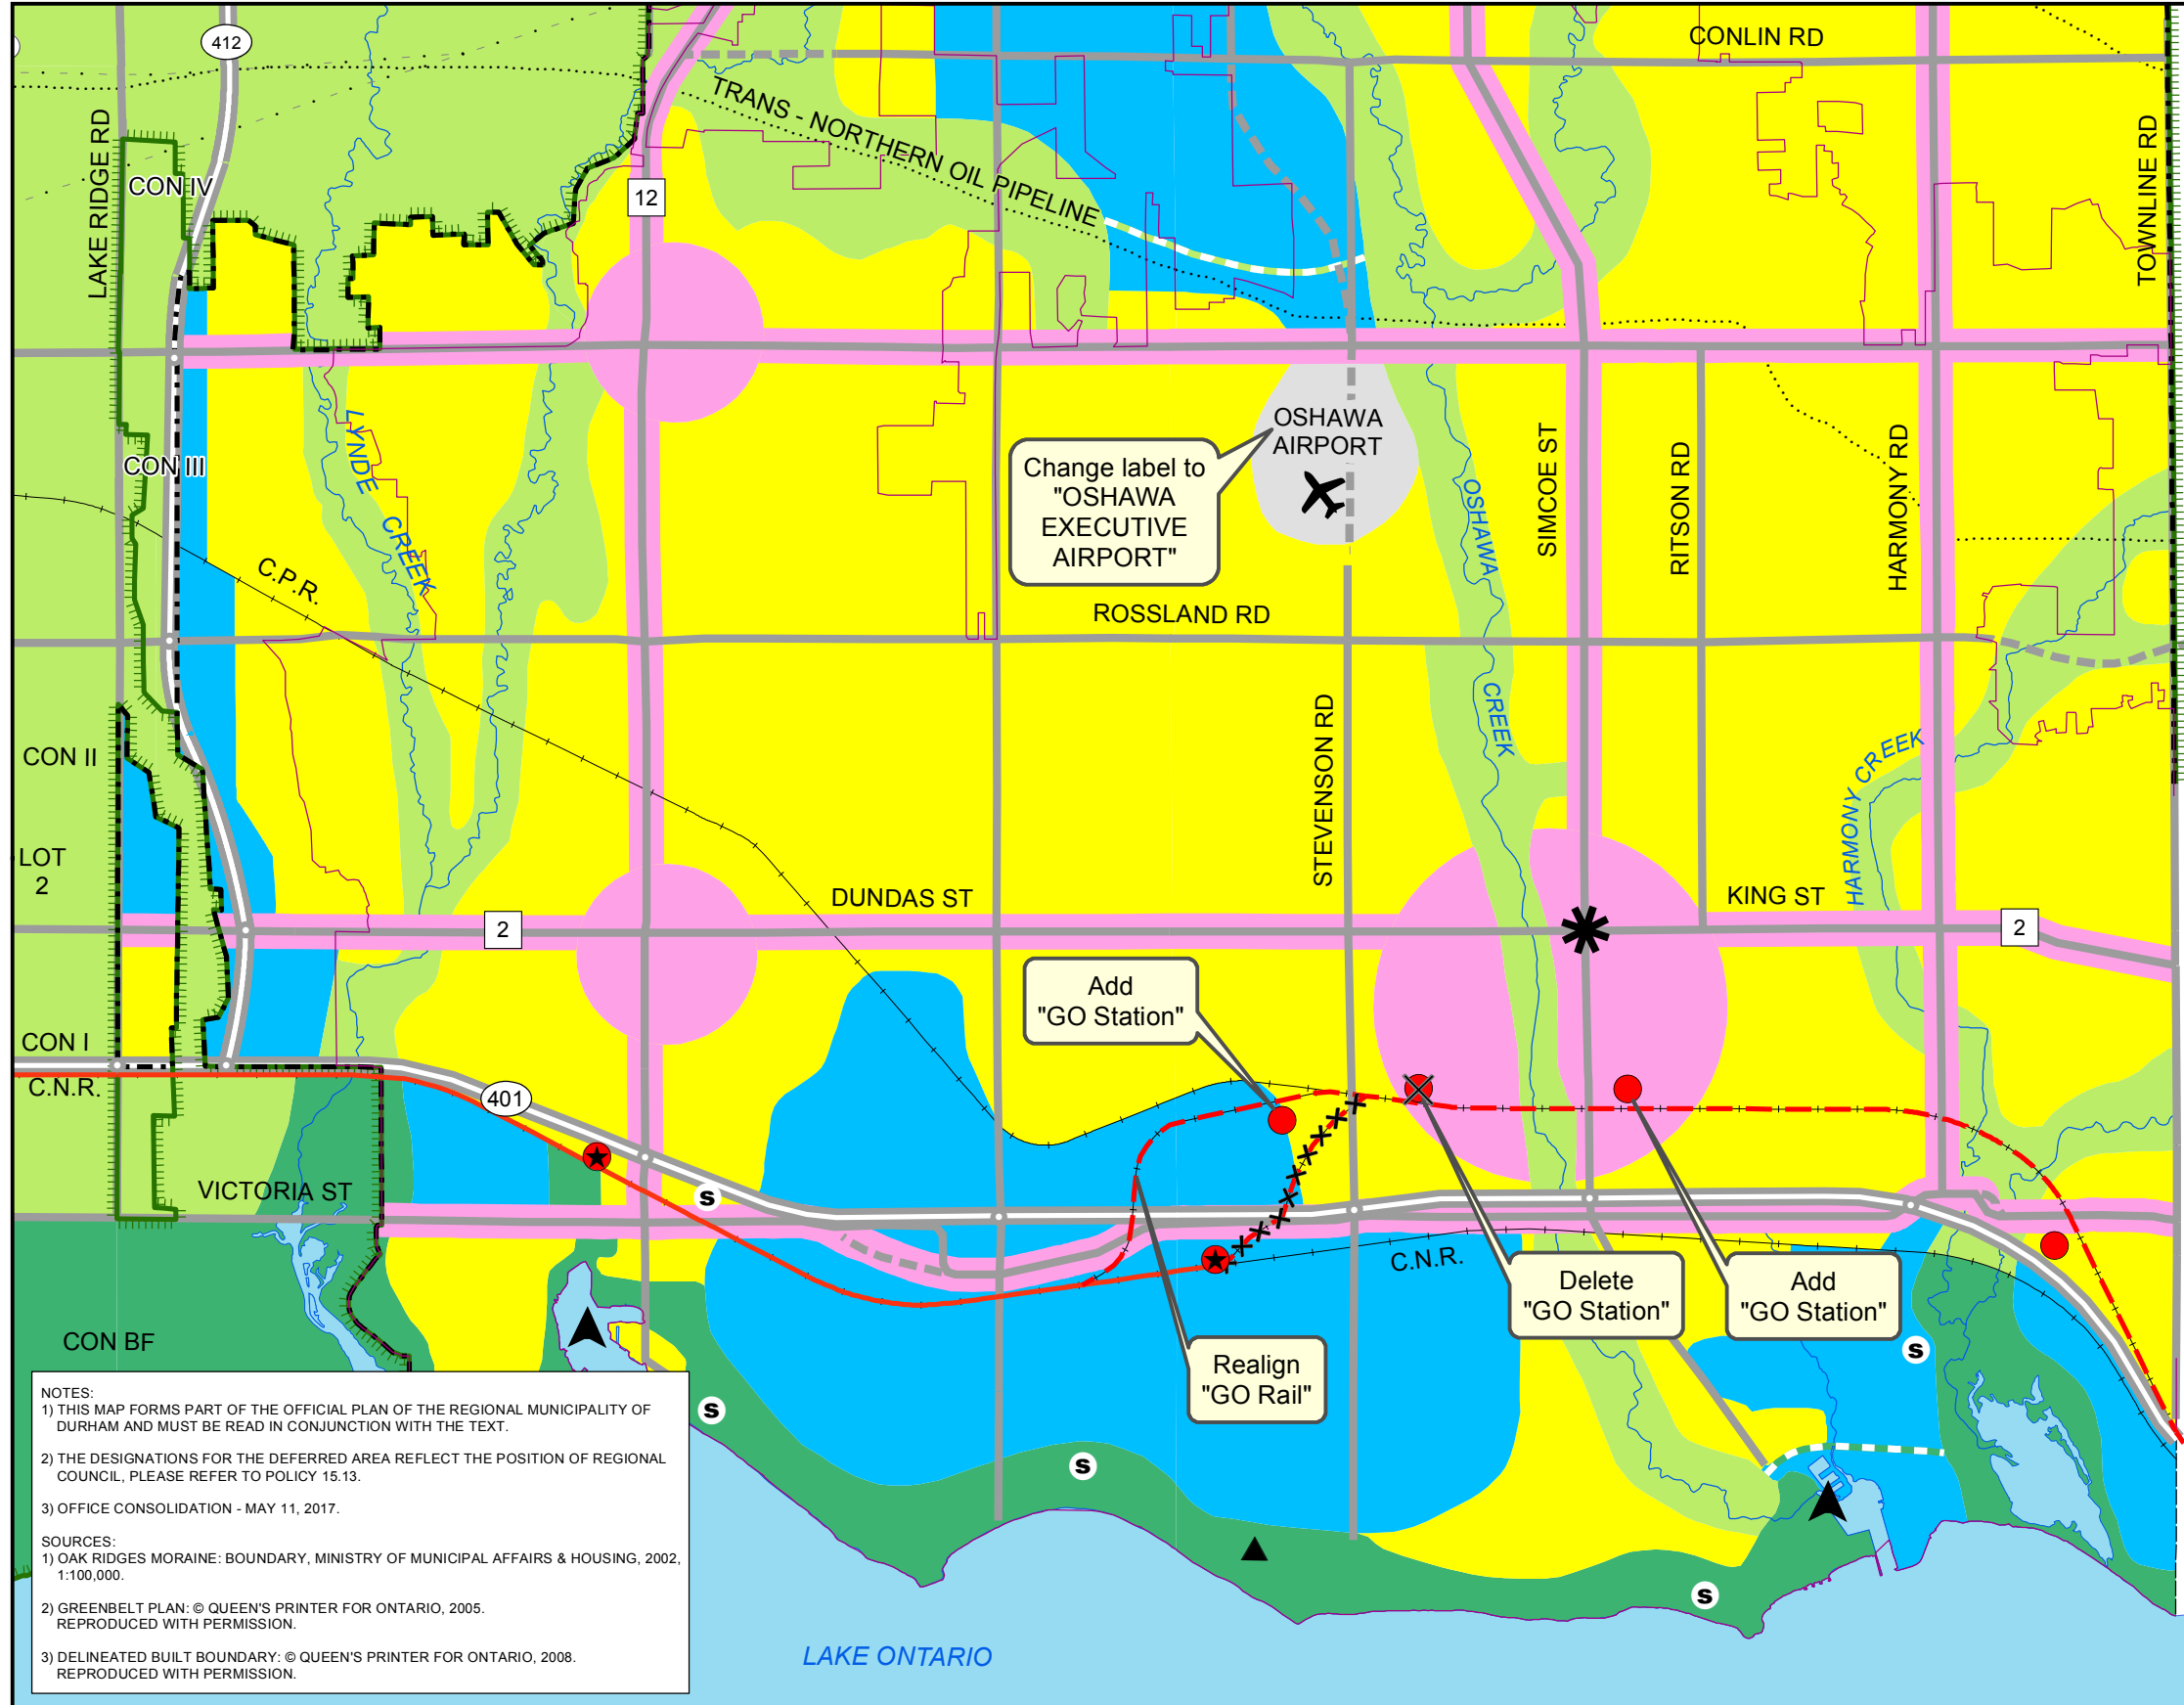 412
CONLIN RD
LAKE RIDGE RD
CON IV
TRANS - NORTHERN OIL PIPELINE
12
TOWNLINE RD
OSHAWA
AIRPORT
Change label to
"OSHAWA
EXECUTIVE
AIRPORT"
LYNDE
CREEK
CON III
C.P.R.
OSHAWA
CREEK
SIMCOE ST
RITSON RD
HARMONY RD
ROSSLAND RD
STEVENSON RD
CON II
HARMONY CREEK
LOT
2
DUNDAS ST
KING ST
2
2
Add
"GO Station"
CON I
C.N.R.
401
VICTORIA ST
S
C.N.R.
Delete
"GO Station"
Add
"GO Station"
Realign
"GO Rail"
CON BF
S
S
S
S
NOTES:
1) THIS MAP FORMS PART OF THE OFFICIAL PLAN OF THE REGIONAL MUNICIPALITY OF
DURHAM AND MUST BE READ IN CONJUNCTION WITH THE TEXT.
2) THE DESIGNATIONS FOR THE DEFERRED AREA REFLECT THE POSITION OF REGIONAL
COUNCIL, PLEASE REFER TO POLICY 15.13.
3) OFFICE CONSOLIDATION - MAY 11, 2017.
SOURCES:
1) OAK RIDGES MORAINE: BOUNDARY, MINISTRY OF MUNICIPAL AFFAIRS & HOUSING, 2002,
1:100,000.
2) GREENBELT PLAN: © QUEEN'S PRINTER FOR ONTARIO, 2005.
REPRODUCED WITH PERMISSION.
3) DELINEATED BUILT BOUNDARY: © QUEEN'S PRINTER FOR ONTARIO, 2008.
REPRODUCED WITH PERMISSION.
LAKE ONTARIO